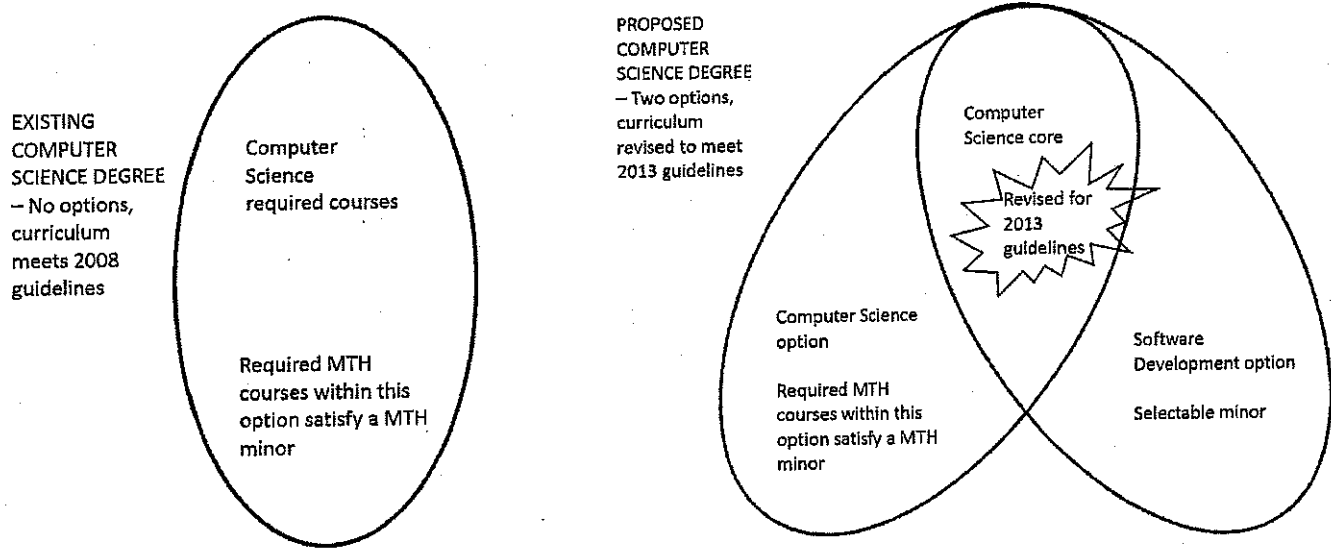 EXISTING
COMPUTER
SCIENCE DEGREE
– No options,
curriculum
meets 2008
guidelines
Computer
Science
required courses
Required MTH
courses within this
option satisfy a MTH
minor
PROPOSED
COMPUTER
SCIENCE DEGREE
– Two options,
curriculum
revised to meet
2013 guidelines
Computer
Science core
Revised for
2013
guidelines
Computer Science
option
Required MTH
courses within this
option satisfy a MTH
minor
Software
Development option
Selectable minor